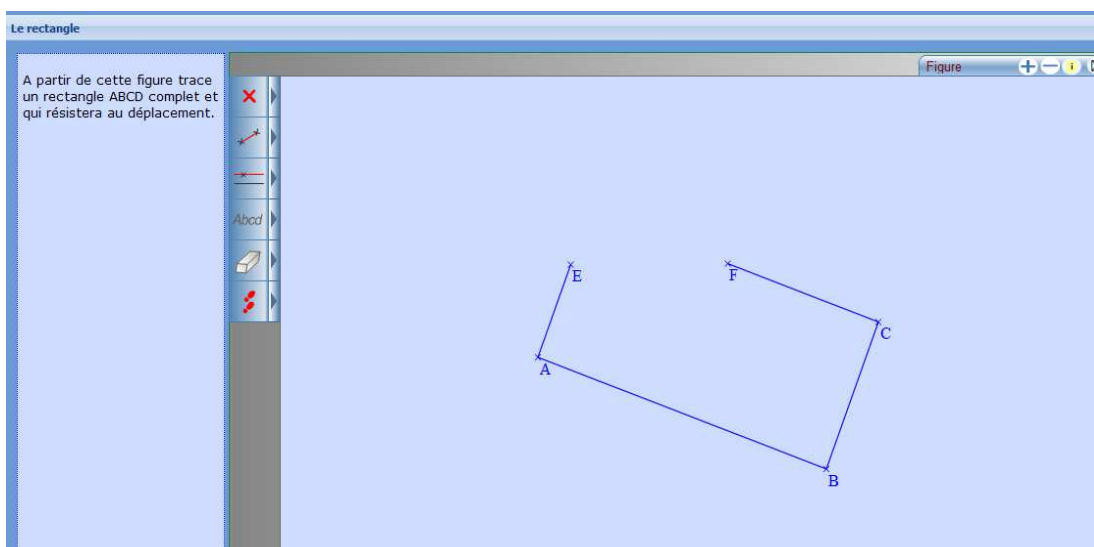 Le rectangle
A partir de cette figure trace
un rectangle ABCD complet et
qui résistera au déplacement.
Figure
i
Abcd
E
F
C
A
B